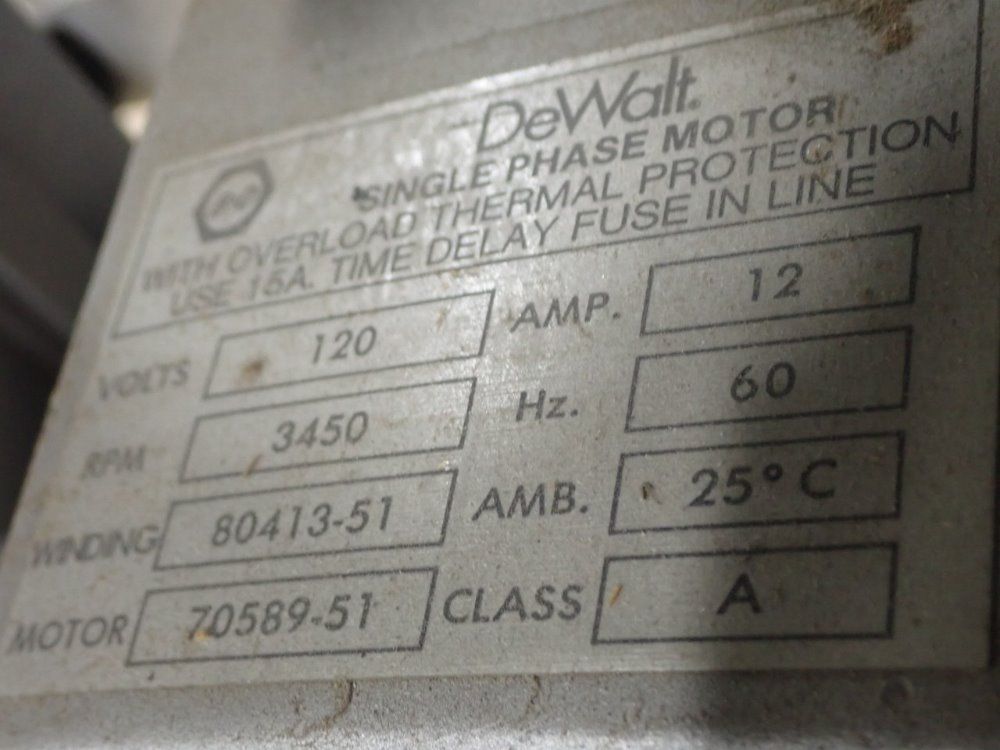 DeWalt.
SINGLE PHASE MOTOR
WITH OVERLOAD THERMAL PROTECTION
USE 15A. TIME DELAY FUSE IN LINE
VOLTS 120 AMP. 12
RPM 3450 Hz. 60
WINDING 80413-51 AMB. 25° C
MOTOR 70589-51 CLASS A